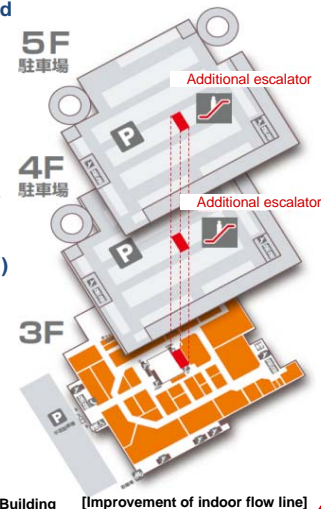 d
5F
駐車場
Additional escalator
P
4F
駐車場
Additional escalator
P
)
3F
P
Building
[Improvement of indoor flow line]